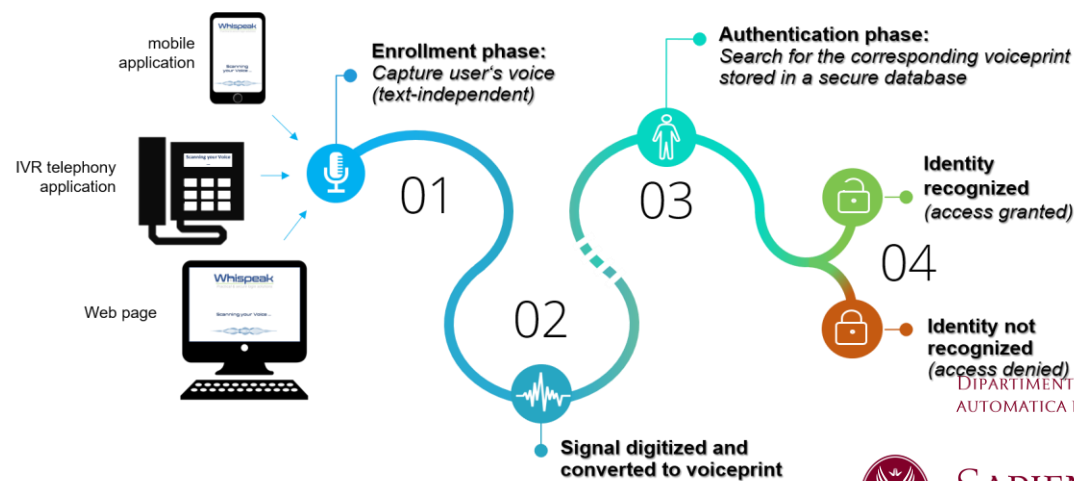 mobile
application
Whispeak
Scanning
your Voice...
IVR telephony
application
Scanning your Voice
...
Web page
Whispeak
Scanning your Voice...
Enrollment phase:
Capture user's voice
(text-independent)
01
02
Signal digitized and
converted to voiceprint
Authentication phase:
Search for the corresponding voiceprint
stored in a secure database
03
Identity
recognized
(access granted)
04
Identity not
recognized
(access denied)
DIPARTIMENT
AUTOMATICA
SAPIEN